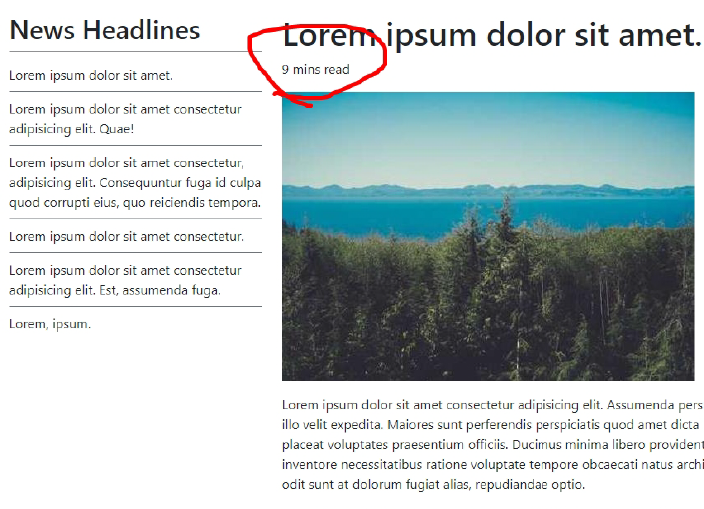 News Headlines
Lorem ipsum dolor sit amet.
Lorem ipsum dolor sit amet consectetur
adipisicing elit. Quae!
Lorem ipsum dolor sit amet consectetur,
adipisicing elit. Consequuntur fuga id culpa
quod corrupti eius, quo reiciendis tempora.
Lorem ipsum dolor sit amet consectetur.
Lorem ipsum dolor sit amet consectetur
adipisicing elit. Est, assumenda fuga.
Lorem, ipsum.
Lorem ipsum dolor sit amet.
9 mins read
Lorem ipsum dolor sit amet consectetur adipisicing elit. Assumenda pers
illo velit expedita. Maiores sunt perferendis perspiciatis quod amet dicta
placeat voluptates praesentium officiis. Ducimus minima libero provident
inventore necessitatibus ratione voluptate tempore obcaecati natus archi
odit sunt at dolorum fugiat alias, repudiandae optio.